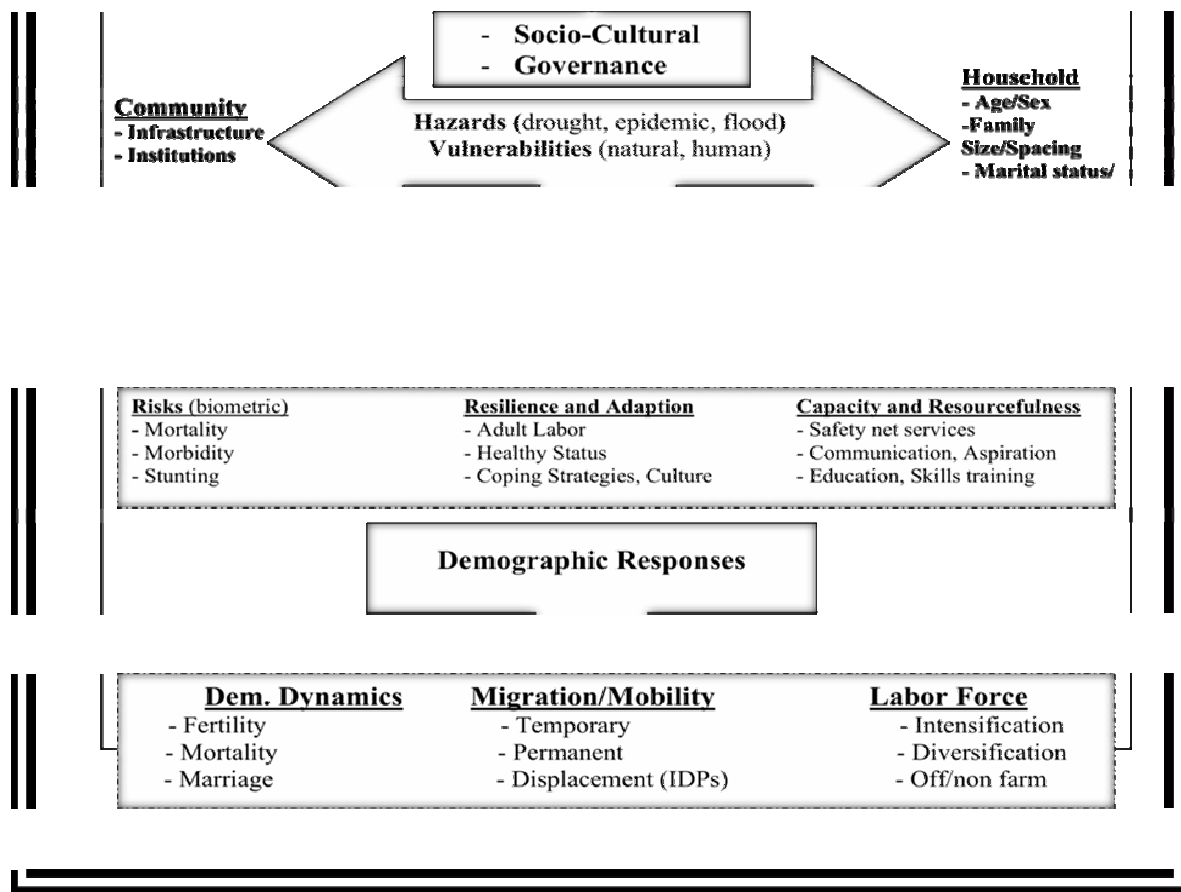 - Socio-Cultural
- Governance
Community
- Infrastructure
- Institutions
Hazards (drought, epidemic, flood)
Vulnerabilities (natural, human)
Household
- Age/Sex
-Family
Size/Spacing
- Marital status/
Risks (biometric)
- Mortality
- Morbidity
- Stunting
Resilience and Adaption
- Adult Labor
- Healthy Status
- Coping Strategies, Culture
Capacity and Resourcefulness
- Safety net services
- Communication, Aspiration
- Education, Skills training
Demographic Responses
Dem. Dynamics
- Fertility
- Mortality
- Marriage
Migration/Mobility
- Temporary
- Permanent
- Displacement (IDPs)
Labor Force
- Intensification
- Diversification
- Off/non farm